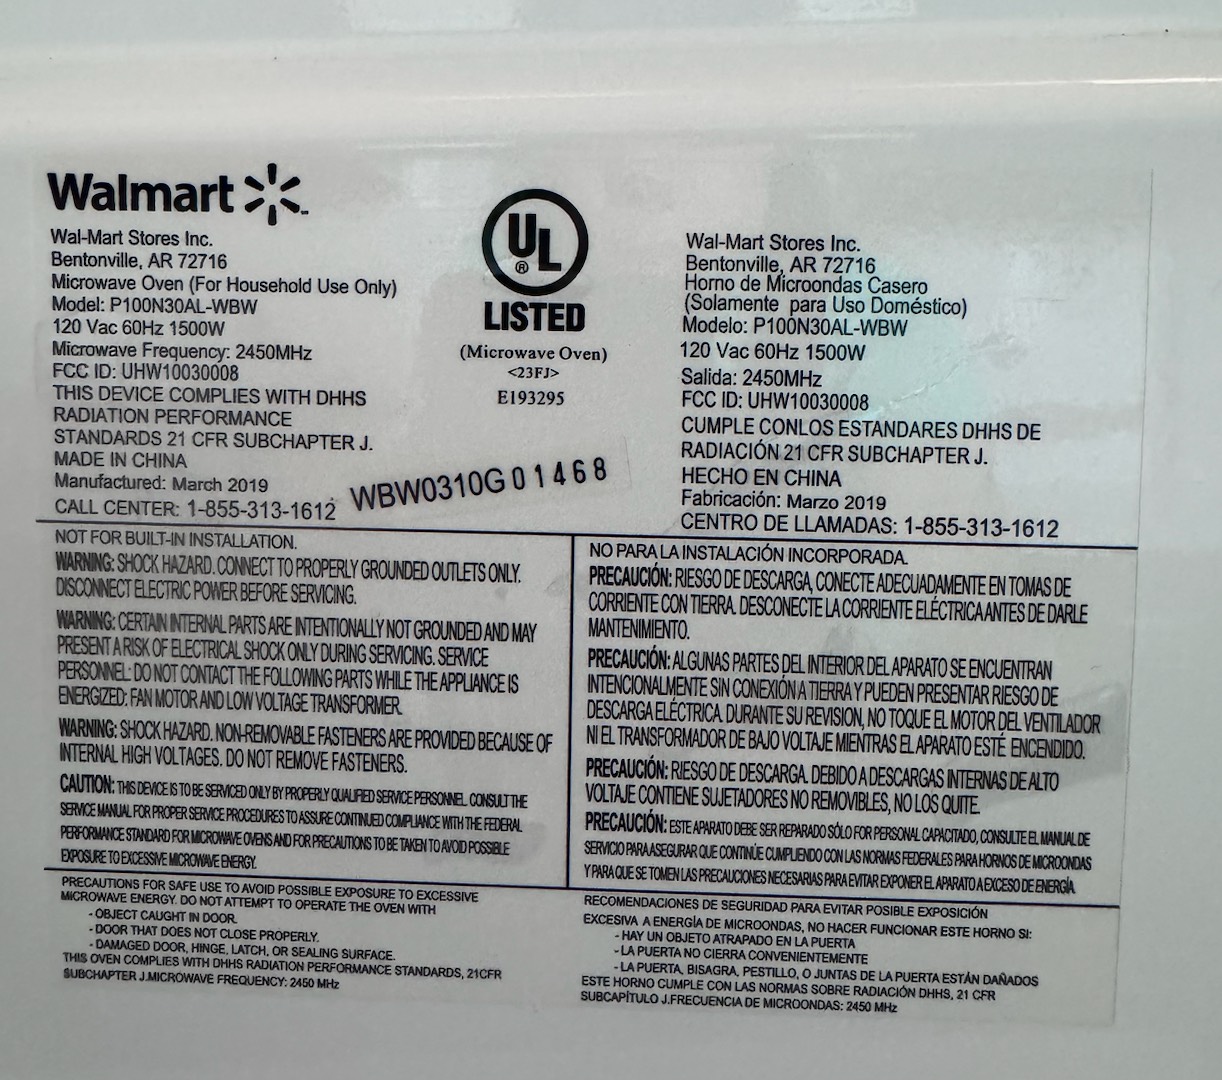 Walmart
Wal-Mart Stores Inc.
Bentonville, AR 72716
Microwave Oven (For Household Use Only)
Model: P100N30AL-WBW
120 Vac 60Hz 1500W
Microwave Frequency: 2450MHz
FCC ID: UHW10030008
THIS DEVICE COMPLIES WITH DHHS
RADIATION PERFORMANCE
STANDARDS 21 CFR SUBCHAPTER J.
MADE IN CHINA
Manufactured: March 2019
CALL CENTER: 1-855-313-1612
WBW0310G01468
UL
®
LISTED
(Microwave Oven)
<23FJ>
E193295
Wal-Mart Stores Inc.
Bentonville, AR 72716
Horno de Microondas Casero
(Solamente para Uso Doméstico)
Modelo: P100N30AL-WBW
120 Vac 60Hz 1500W
Salida: 2450MHz
FCC ID: UHW10030008
CUMPLE CONLOS ESTANDARES DHHS DE
RADIACIÓN 21 CFR SUBCHAPTER J.
HECHO EN CHINA
Fabricación: Marzo 2019
CENTRO DE LLAMADAS: 1-855-313-1612
NOT FOR BUILT-IN INSTALLATION.
WARNING: SHOCK HAZARD. CONNECT TO PROPERLY GROUNDED OUTLETS ONLY.
DISCONNECT ELECTRIC POWER BEFORE SERVICING.
WARNING: CERTAIN INTERNAL PARTS ARE INTENTIONALLY NOT GROUNDED AND MAY
PRESENT A RISK OF ELECTRICAL SHOCK ONLY DURING SERVICING. SERVICE
PERSONNEL: DO NOT CONTACT THE FOLLOWING PARTS WHILE THE APPLIANCE IS
ENERGIZED: FAN MOTOR AND LOW VOLTAGE TRANSFORMER.
WARNING: SHOCK HAZARD. NON-REMOVABLE FASTENERS ARE PROVIDED BECAUSE OF
INTERNAL HIGH VOLTAGES. DO NOT REMOVE FASTENERS.
CAUTION: THIS DEVICE IS TO BE SERVICED ONLY BY PROPERLY QUALIFIED SERVICE PERSONNEL. CONSULT THE
SERVICE MANUAL FOR PROPER SERVICE PROCEDURES TO ASSURE CONTINUED COMPLIANCE WITH THE FEDERAL
PERFORMANCE STANDARD FOR MICROWAVE OVENS AND FOR PRECAUTIONS TO BE TAKEN TO AVOID POSSIBLE
EXPOSURE TO EXCESSIVE MICROWAVE ENERGY.
NO PARA LA INSTALACIÓN INCORPORADA.
PRECAUCIÓN: RIESGO DE DESCARGA, CONECTE ADECUADAMENTE EN TOMAS DE
CORRIENTE CON TIERRA. DESCONECTE LA CORRIENTE ELÉCTRICA ANTES DE DARLE
MANTENIMIENTO.
PRECAUCIÓN: ALGUNAS PARTES DEL INTERIOR DEL APARATO SE ENCUENTRAN
INTENCIONALMENTE SIN CONEXIÓN A TIERRA Y PUEDEN PRESENTAR RIESGO DE
DESCARGA ELÉCTRICA. DURANTE SU REVISION, NO TOQUE EL MOTOR DEL VENTILADOR
NI EL TRANSFORMADOR DE BAJO VOLTAJE MIENTRAS EL APARATO ESTÉ ENCENDIDO.
PRECAUCIÓN: RIESGO DE DESCARGA. DEBIDO A DESCARGAS INTERNAS DE ALTO
VOLTAJE CONTIENE SUJETADORES NO REMOVIBLES, NO LOS QUITE.
PRECAUCIÓN: ESTE APARATO DEBE SER REPARADO SÓLO FOR PERSONAL CAPACITADO, CONSULTE EL MANUAL DE
SERVICIO PARA ASEGURAR QUE CONTINÚE CUMPLIENDO CON LAS NORMAS FEDERALES PARA HORNOS DE MICROONDAS
Y PARA QUE SE TOMEN LAS PRECAUCIONES NECESARIAS PARA EVITAR EXPONER EL APARATO A EXCESO DE ENERGÍA.
PRECAUTIONS FOR SAFE USE TO AVOID POSSIBLE EXPOSURE TO EXCESSIVE
MICROWAVE ENERGY. DO NOT ATTEMPT TO OPERATE THE OVEN WITH
- OBJECT CAUGHT IN DOOR.
- DOOR THAT DOES NOT CLOSE PROPERLY.
- DAMAGED DOOR, HINGE, LATCH, OR SEALING SURFACE.
THIS OVEN COMPLIES WITH DHHS RADIATION PERFORMANCE STANDARDS, 21CFR
SUBCHAPTER J.MICROWAVE FREQUENCY: 2450 MHz
RECOMENDACIONES DE SEGURIDAD PARA EVITAR POSIBLE EXPOSICIÓN
EXCESIVA A ENERGÍA DE MICROONDAS, NO HACER FUNCIONAR ESTE HORNO SI:
- HAY UN OBJETO ATRAPADO EN LA PUERTA
- LA PUERTA NO CIERRA CONVENIENTEMENTE
- LA PUERTA, BISAGRA, PESTILLO, O JUNTAS DE LA PUERTA ESTÁN DAÑADOS
ESTE HORNO CUMPLE CON LAS NORMAS SOBRE RADIACIÓN DHHS, 21 CFR
SUBCAPÍTULO J.FRECUENCIA DE MICROONDAS: 2450 MHz